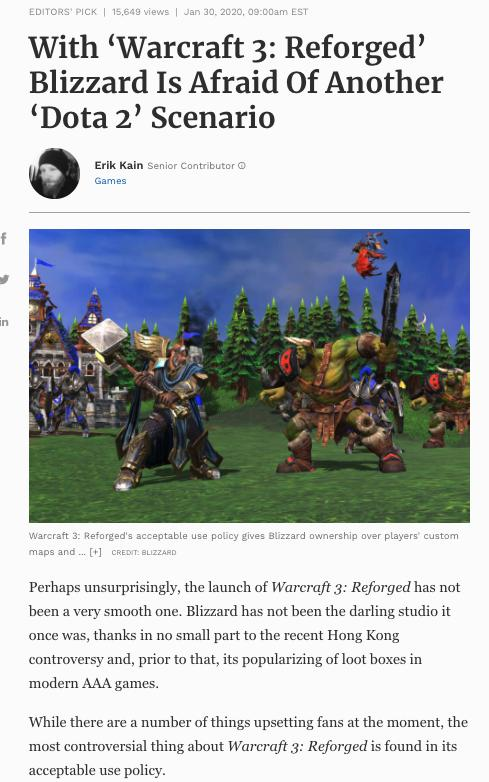 EDITORS' PICK | 15,649 views | Jan 30, 2020, 09:00am EST
With ‘Warcraft 3: Reforged’
Blizzard Is Afraid Of Another
‘Dota 2’ Scenario
Erik Kain Senior Contributor
Games
Warcraft 3: Reforged's acceptable use policy gives Blizzard ownership over players' custom
maps and ... [+] CREDIT: BLIZZARD
Perhaps unsurprisingly, the launch of Warcraft 3: Reforged has not
been a very smooth one. Blizzard has not been the darling studio it
once was, thanks in no small part to the recent Hong Kong
controversy and, prior to that, its popularizing of loot boxes in
modern AAA games.
While there are a number of things upsetting fans at the moment, the
most controversial thing about Warcraft 3: Reforged is found in its
acceptable use policy.